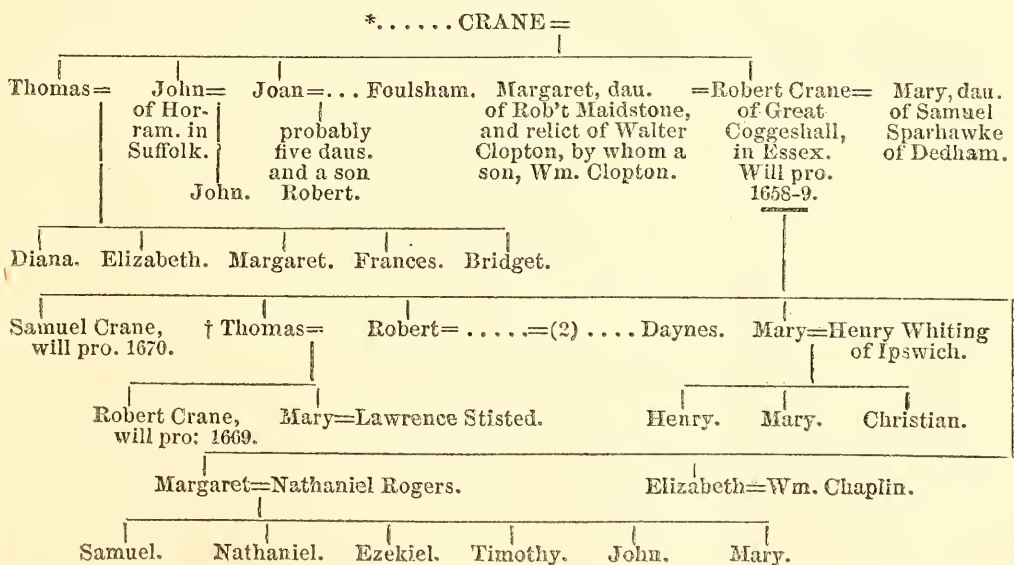 *. . . . . . CRANE =
Thomas= John= Joan=. . . Foulsham. Margaret, dau. =Robert Crane= Mary, dau.
of Hor- of Rob't Maidstone, of Great of Samuel
ram. in probably and relict of Walter Coggeshall, Sparhawke
Suffolk. five daus. Clopton, by whom a in Essex. of Dedham.
and a son son, Wm. Clopton. Will pro.
John. Robert. 1658-9.
Diana. Elizabeth. Margaret. Frances. Bridget.
Samuel Crane, † Thomas= Robert= . . . . .=(2) . . . . Daynes. Mary=Henry Whiting
will pro. 1670. of Ipswich.
Robert Crane, Mary=Lawrence Stisted. Henry. Mary. Christian.
will pro: 1669.
Margaret=Nathaniel Rogers. Elizabeth=Wm. Chaplin.
Samuel. Nathaniel. Ezekiel. Timothy. John. Mary.